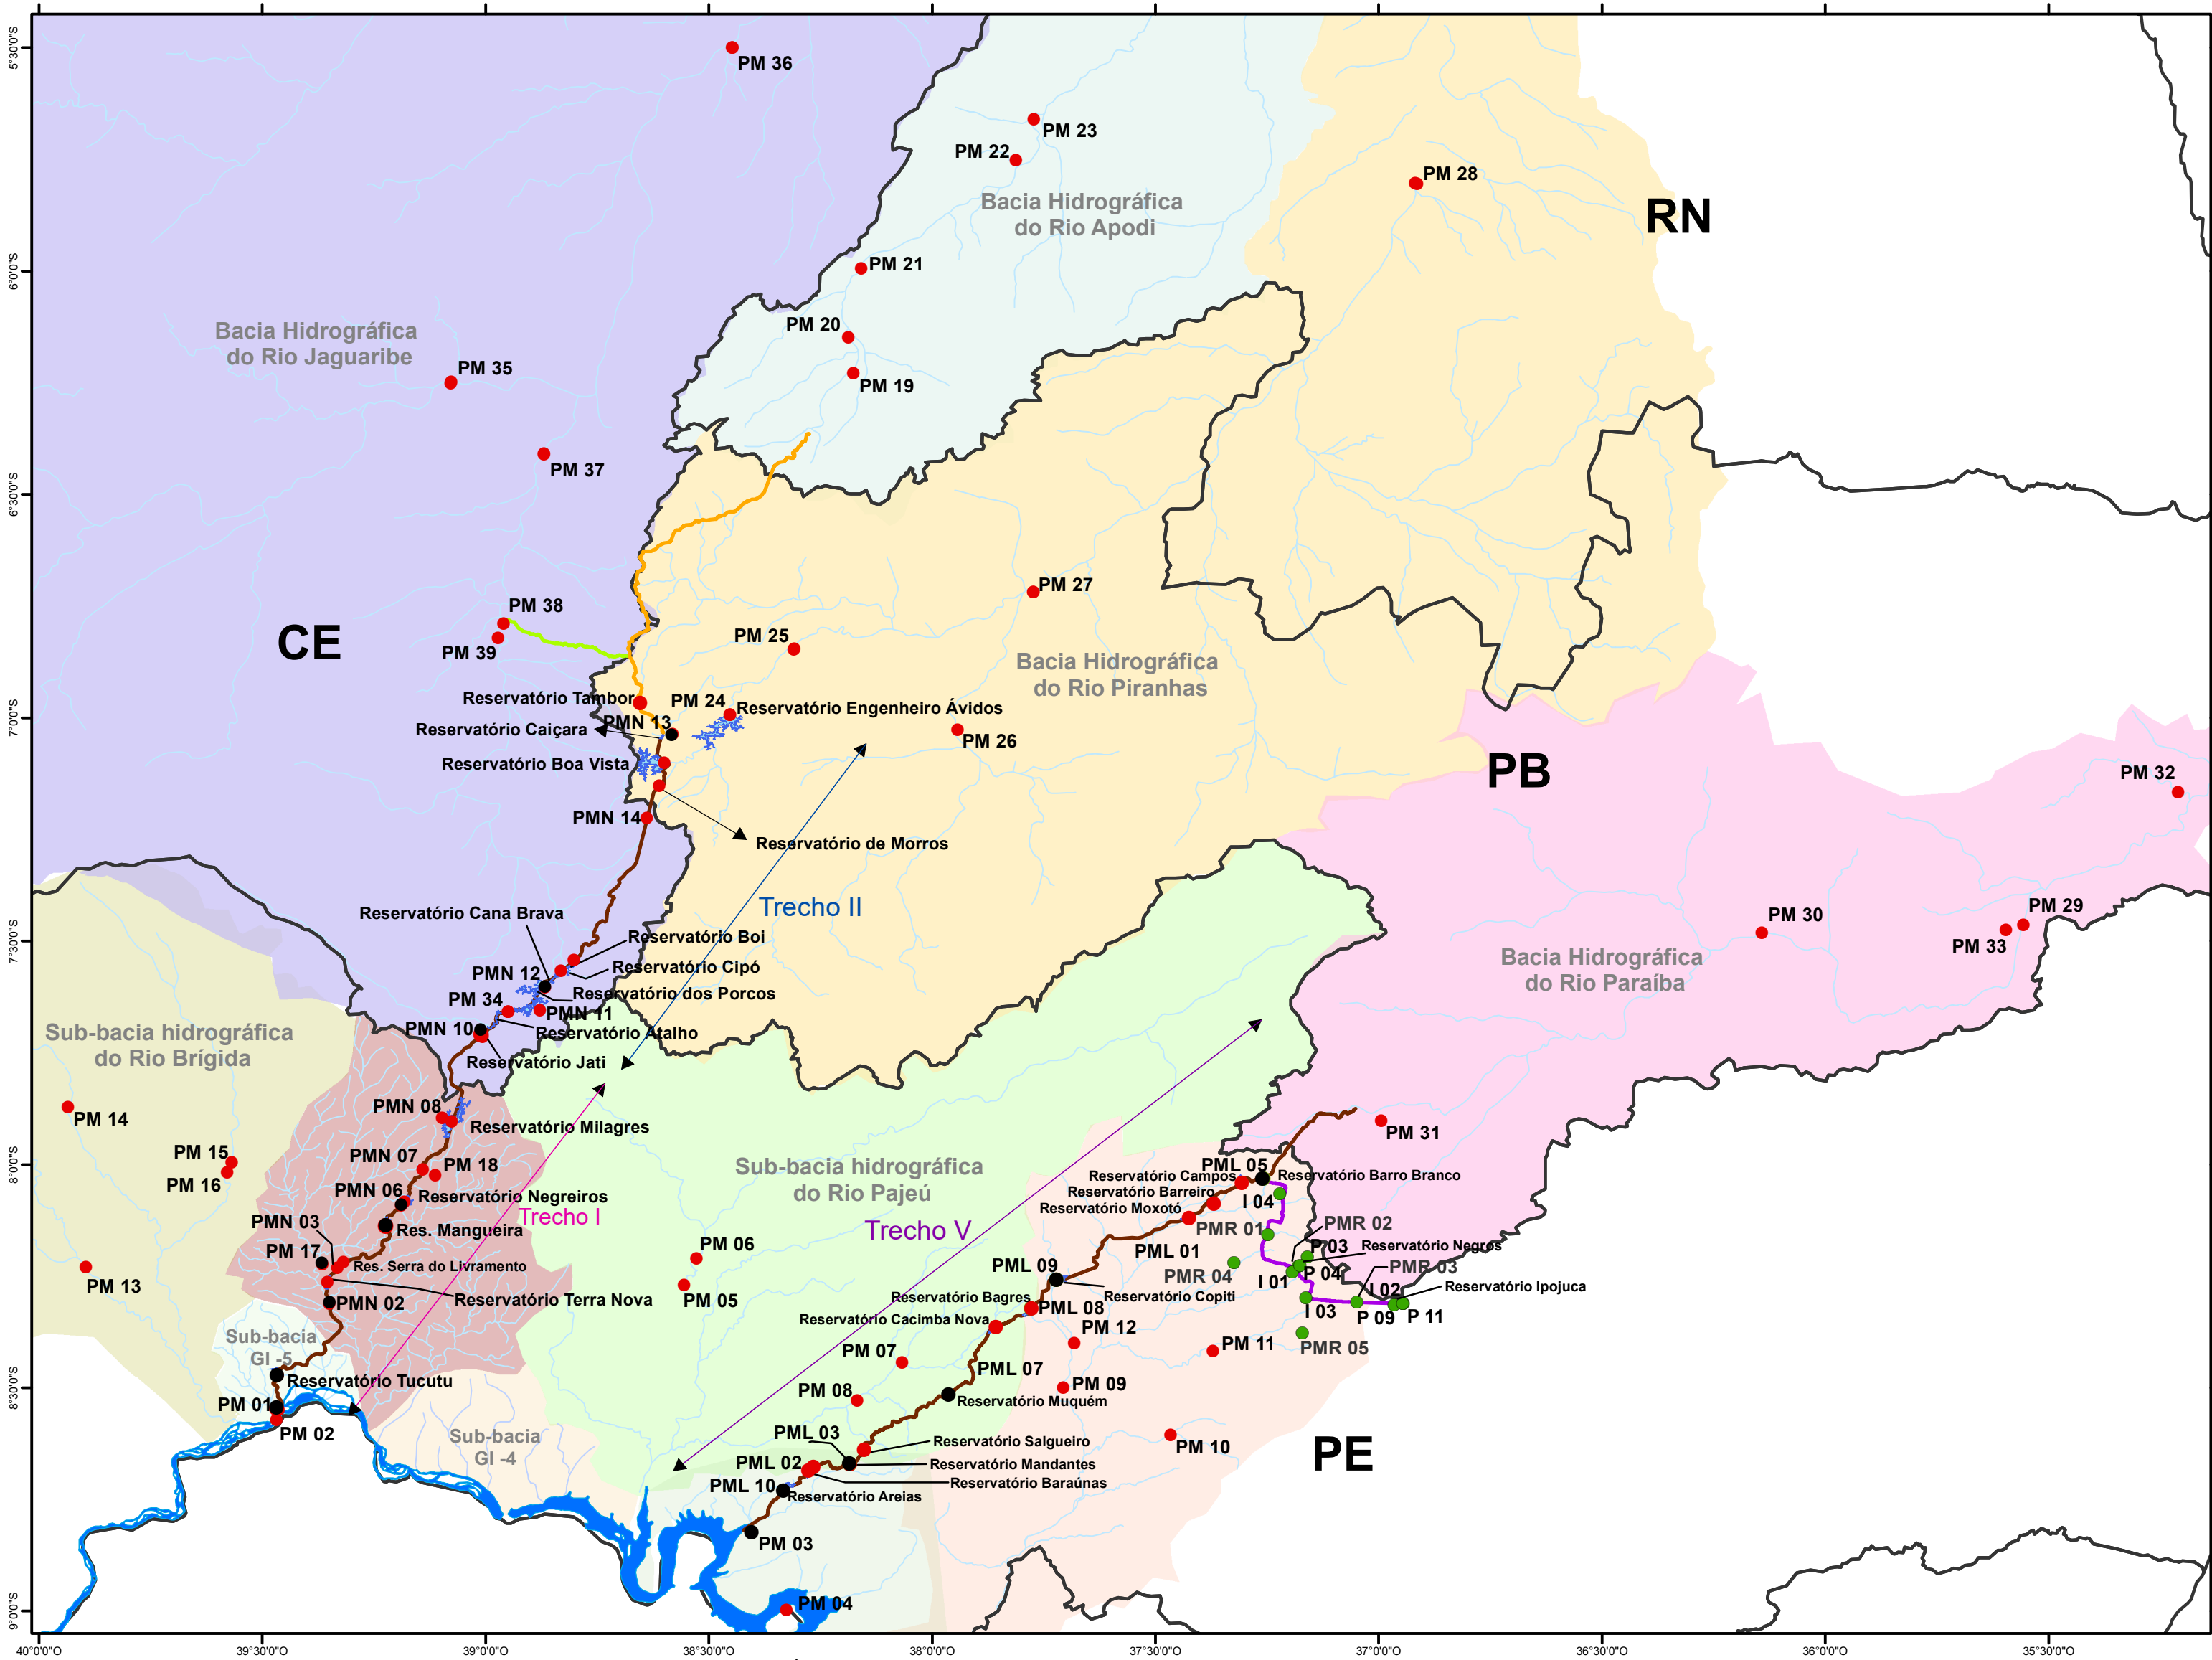 5°30'0"S
6°0'0"S
6°30'0"S
7°0'0"S
7°30'0"S
8°0'0"S
8°30'0"S
9°0'0"S
PM 36
PM 23
PM 22
Bacia Hidrográfica
do Rio Apodi
PM 28
RN
PM 21
PM 20
PM 19
Bacia Hidrográfica
do Rio Jaguaribe
PM 35
PM 37
PM 38
PM 39
CE
PM 27
PM 25
Bacia Hidrográfica
do Rio Piranhas
Reservatório Tambor
PM 24
Reservatório Engenheiro Ávidos
PMN 13
Reservatório Caiçara
PM 26
Reservatório Boa Vista
PB
PM 32
PMN 14
Reservatório de Morros
Trecho II
Reservatório Cana Brava
Reservatório Boi
PM 30
PM 29
PM 33
Reservatório Cipó
PMN 12
Reservatório dos Porcos
PM 34
PMN 11
Bacia Hidrográfica
do Rio Paraíba
PMN 10
Reservatório Atalho
Reservatório Jati
Sub-bacia hidrográfica
do Rio Brígida
PM 14
PMN 08
Reservatório Milagres
PM 31
PM 15
PM 16
PMN 07
PM 18
Sub-bacia hidrográfica
do Rio Pajeú
PML 05
Reservatório Campos
Reservatório Barro Branco
PMN 06
Reservatório Negreiros
Reservatório Barreiro
I 04
Reservatório Moxotó
Trecho I
PMN 03
Res. Mangueira
Trecho V
PMR 01
PMR 02
PM 17
PM 06
PML 01
P 03
Reservatório Negros
Res. Serra do Livramento
PML 09
PMR 04
P 04
PMR 03
PM 13
I 01
I 02
Reservatório Ipojuca
PM 05
PMN 02
Reservatório Terra Nova
Reservatório Bagres
Reservatório Copiti
PML 08
I 03
P 09
P 11
Reservatório Cacimba Nova
PM 12
Sub-bacia
GI -5
PM 07
PM 11
PMR 05
Reservatório Tucutu
PML 07
PM 08
PM 09
Reservatório Muquém
PM 01
PM 02
Sub-bacia
GI -4
PML 03
Reservatório Salgueiro
PM 10
PE
PML 02
Reservatório Mandantes
PML 10
Reservatório Baraúnas
Reservatório Areias
PM 03
PM 04
40°0'0"O
39°30'0"O
39°0'0"O
38°30'0"O
38°0'0"O
37°30'0"O
37°0'0"O
36°30'0"O
36°0'0"O
35°30'0"O